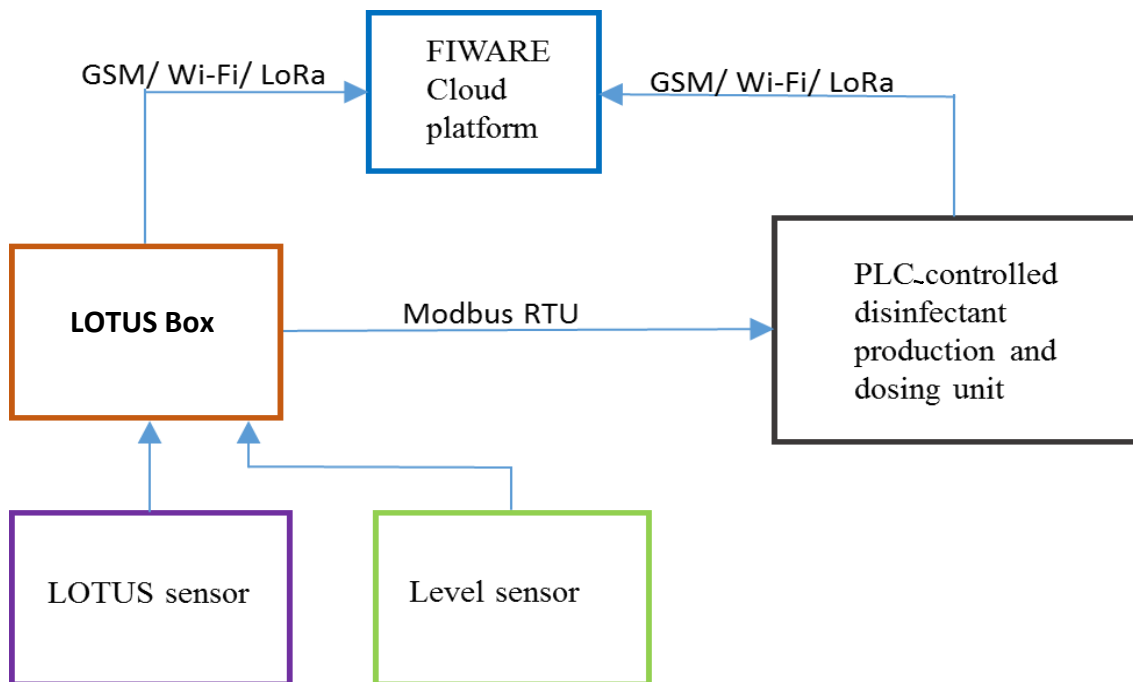 FIWARE
Cloud
platform
GSM/ Wi-Fi/ LoRa
GSM/ Wi-Fi/ LoRa
LOTUS Box
Modbus RTU
PLC-controlled
disinfectant
production and
dosing unit
LOTUS sensor
Level sensor